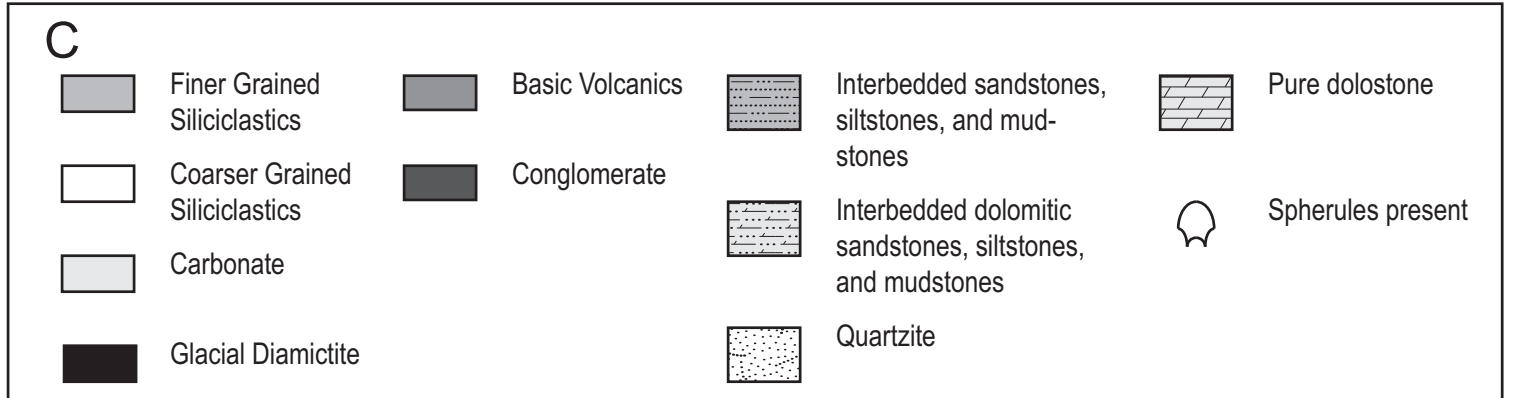 C
Finer Grained
Siliciclastics
Coarser Grained
Siliciclastics
Carbonate
Glacial Diamictite
Basic Volcanics
Conglomerate
Interbedded sandstones,
siltstones, and mud-
stones
Interbedded dolomitic
sandstones, siltstones,
and mudstones
Quartzite
Pure dolostone
Spherules present